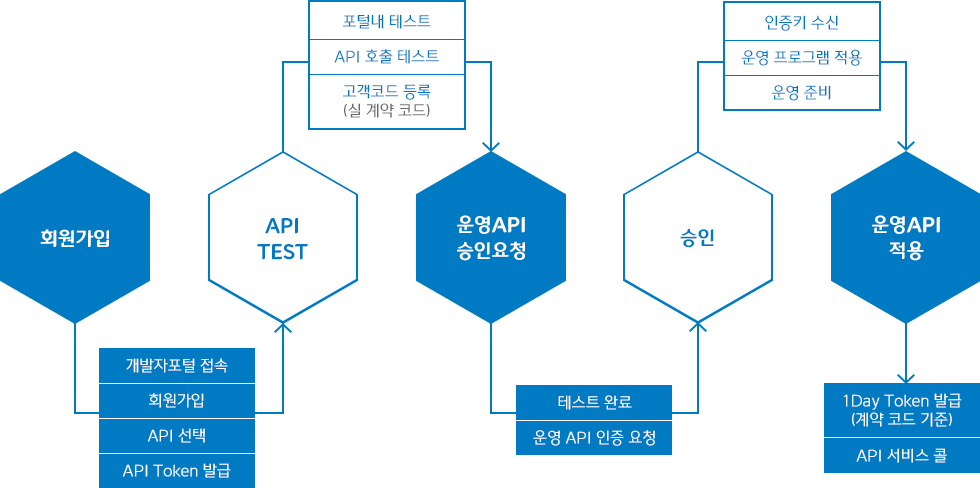 포털내 테스트
API 호출 테스트
고객코드 등록
(실 계약 코드)
인증키 수신
운영 프로그램 적용
운영 준비
회원가입
API
TEST
운영API
승인요청
승인
운영API
적용
개발자포털 접속
회원가입
API 선택
API Token 발급
테스트 완료
운영 API 인증 요청
1Day Token 발급
(계약 코드 기준)
API 서비스 콜